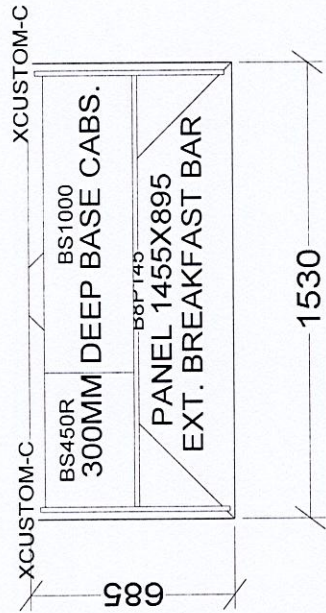 XCUSTOM-C
XCUSTOM-C
BS450R
BS1000
300MM DEEP BASE CABS.
B8P145
PANEL 1455X895
EXT. BREAKFAST BAR
685
1530